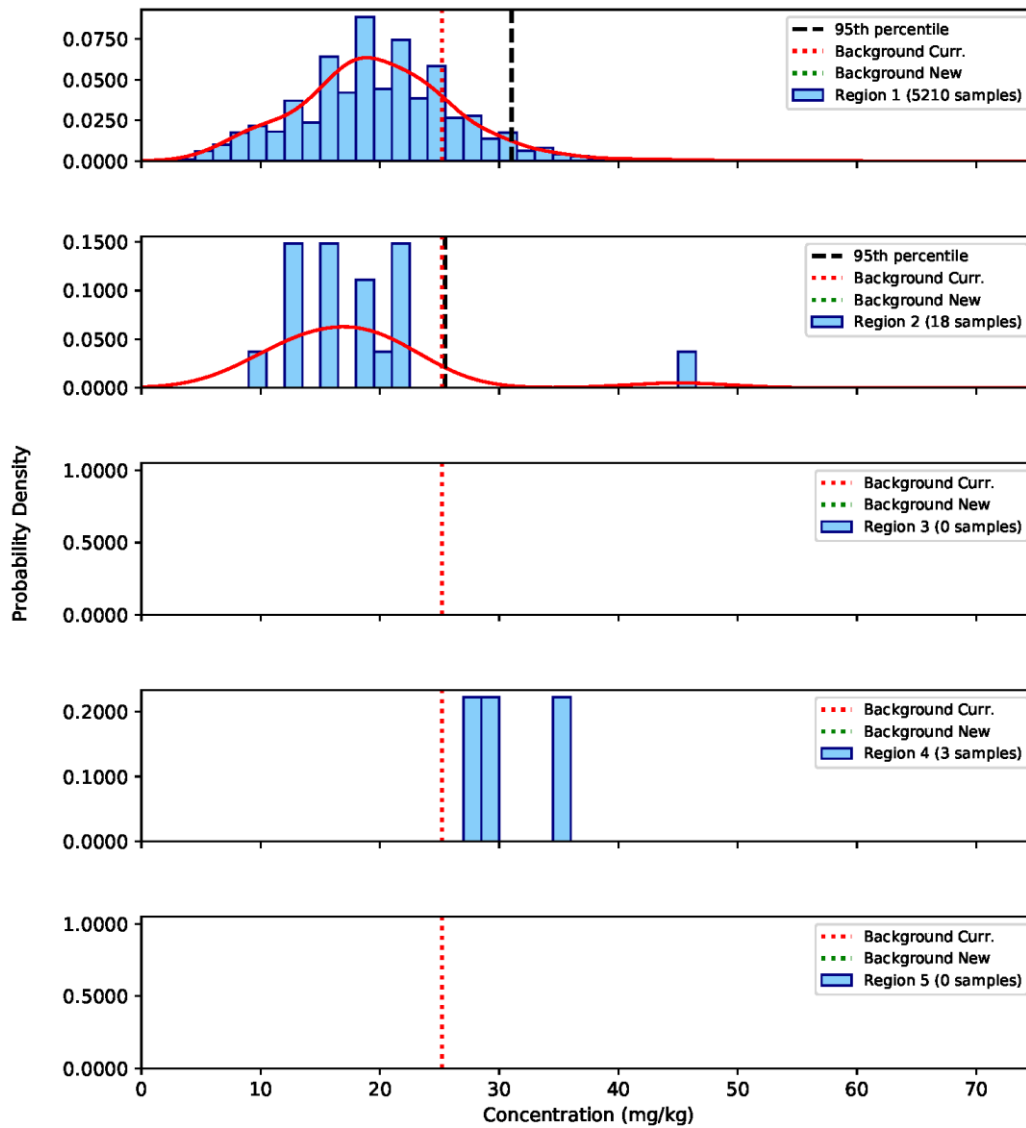 0.0750
0.0500
0.0250
0.0000
95th percentile
Background Curr.
Background New
Region 1 (5210 samples)
0.1500
0.1000
0.0500
0.0000
95th percentile
Background Curr.
Background New
Region 2 (18 samples)
Probability Density
1.0000
0.5000
0.0000
Background Curr.
Background New
Region 3 (0 samples)
0.2000
0.1000
0.0000
Background Curr.
Background New
Region 4 (3 samples)
1.0000
0.5000
0.0000
Background Curr.
Background New
Region 5 (0 samples)
0 10 20 30 40 50 60 70
Concentration (mg/kg)